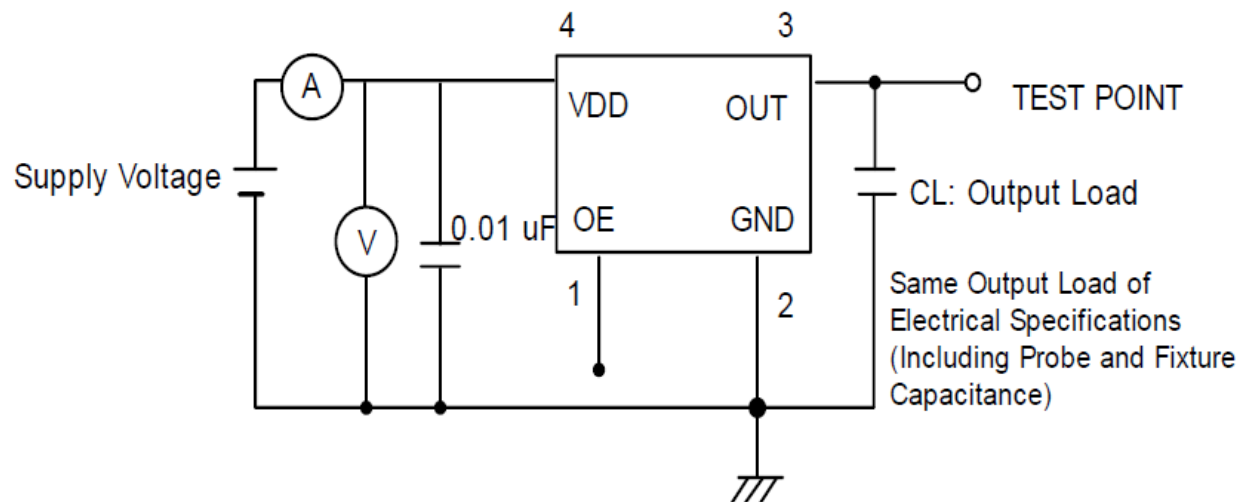 4
3
A
VDD
OUT
TEST POINT
Supply Voltage
CL: Output Load
V
0.01 uF
OE
GND
1
2
Same Output Load of
Electrical Specifications
(Including Probe and Fixture
Capacitance)